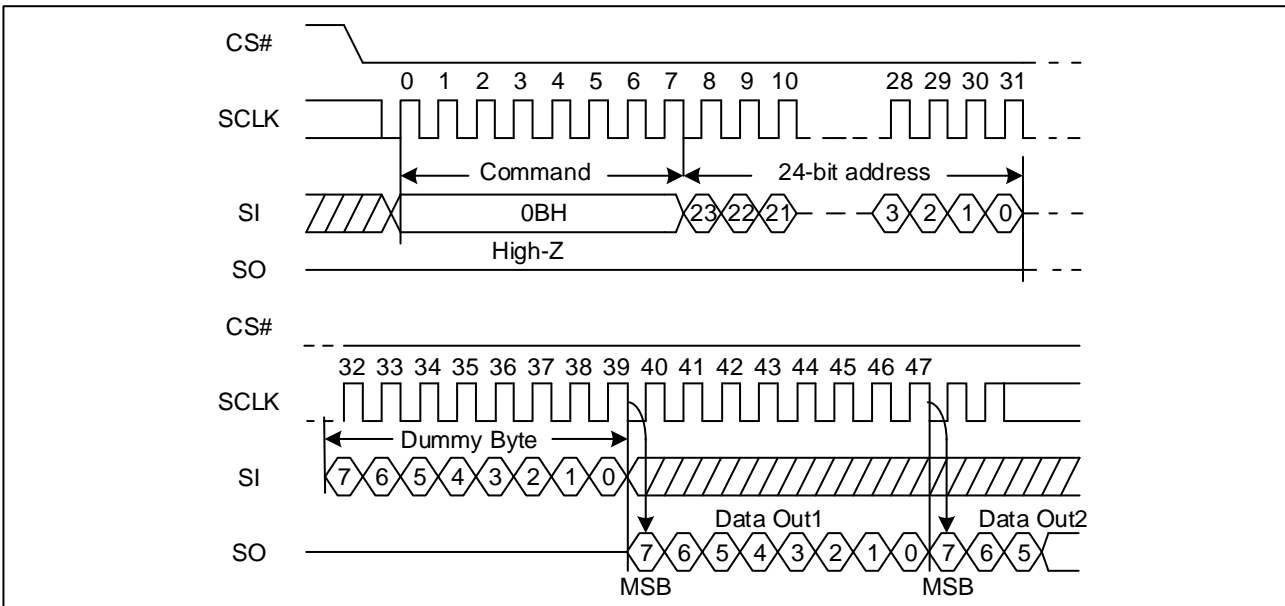 CS#
0 1 2 3 4 5 6 7 8 9 10 28 29 30 31
SCLK
Command 24-bit address
SI 0BH 23 22 21 3 2 1 0
High-Z
SO
CS#
32 33 34 35 36 37 38 39 40 41 42 43 44 45 46 47
SCLK
Dummy Byte
SI 7 6 5 4 3 2 1 0
Data Out1 Data Out2
SO 7 6 5 4 3 2 1 0 7 6 5
MSB MSB